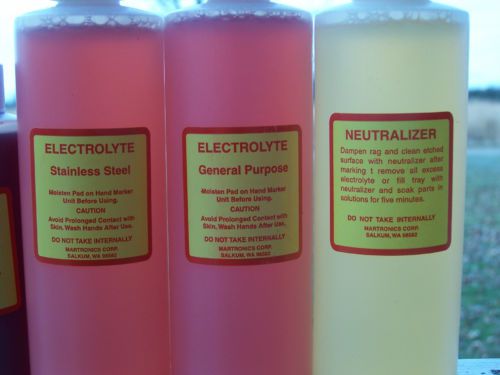 ELECTROLYTE
Stainless Steel
Moisten Pad on Hand Marker
Unit Before Using.
CAUTION
Avoid Prolonged Contact with
Skin, Wash Hands After Use.
DO NOT TAKE INTERNALLY
MARTRONICS CORP.
SALKUM, WA 98582
ELECTROLYTE
General Purpose
Moisten Pad on Hand Marker
Unit Before Using.
CAUTION
Avoid Prolonged Contact with
Skin, Wash Hands After Use.
DO NOT TAKE INTERNALLY
MARTRONICS CORP.
SALKUM, WA 98582
NEUTRALIZER
Dampen rag and clean etched
surface with neutralizer after
marking t remove all excess
electrolyte or fill tray with
neutralizer and soak parts in
solutions for five minutes.
DO NOT TAKE INTERNALLY
MARTRONICS CORP.
SALKUM, WA 98582